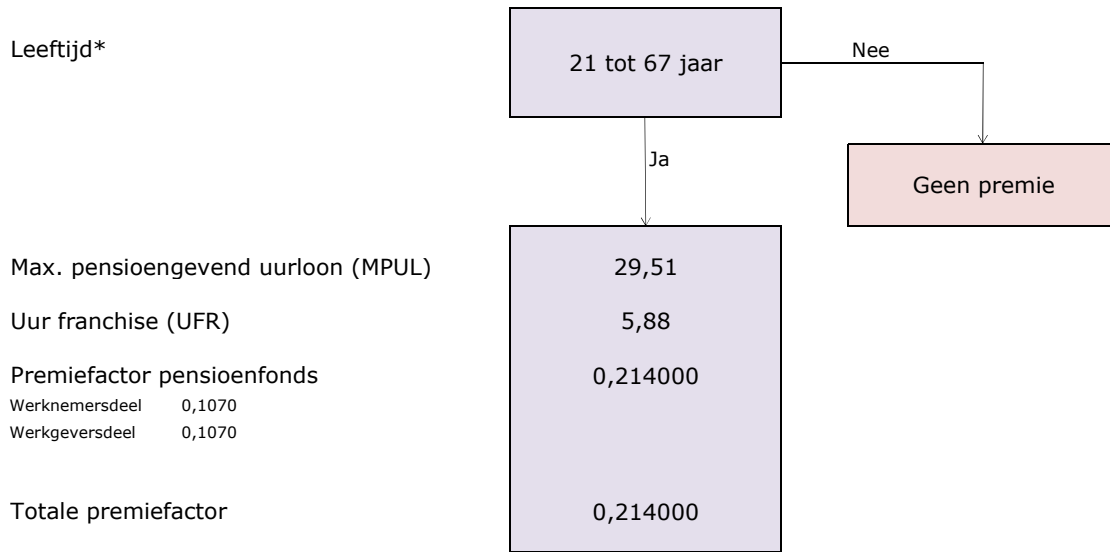 Leeftijd*
21 tot 67 jaar
Nee
Ja
Geen premie
Max. pensioengevend uurloon (MPUL) 29,51
Uur franchise (UFR) 5,88
Premiefactor pensioenfonds 0,214000
Werknemersdeel 0,1070
Werkgeversdeel 0,1070
Totale premiefactor 0,214000